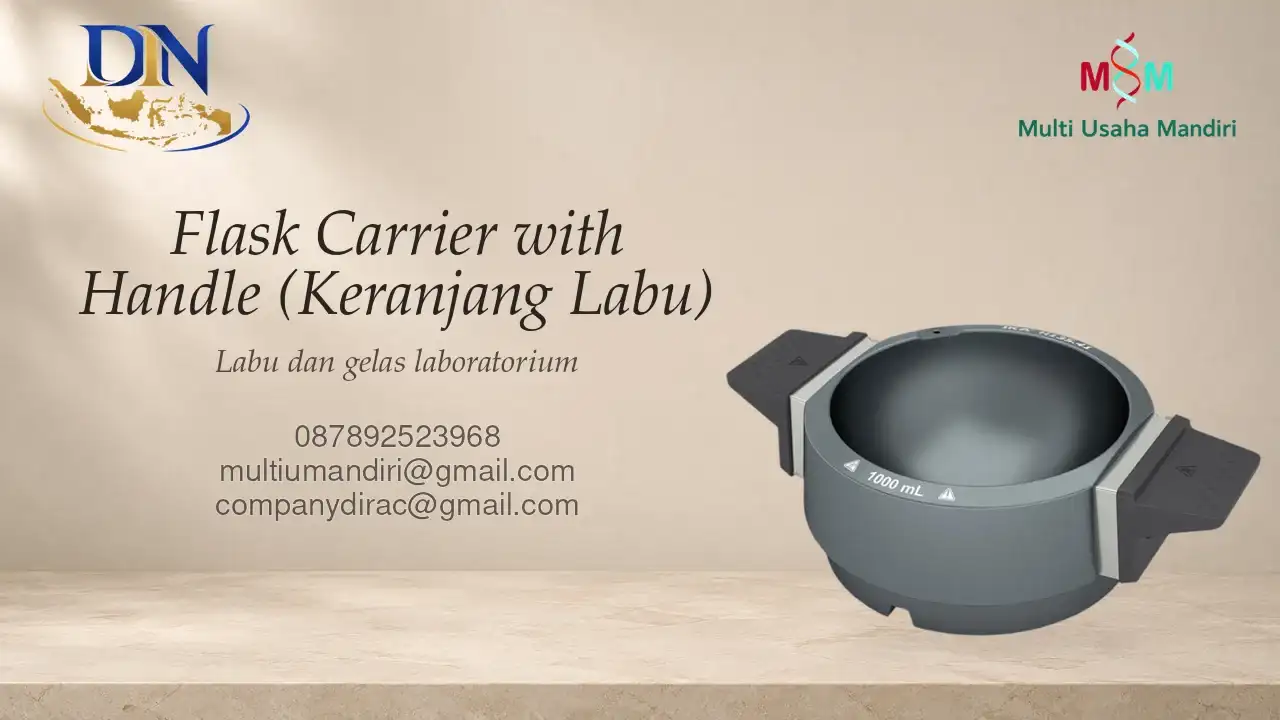 DN
M M
Multi Usaha Mandiri
Flask Carrier with
Handle (Keranjang Labu)
Labu dan gelas laboratorium
087892523968
multiumandiri@gmail.com
companydirac@gmail.com
1000 mL